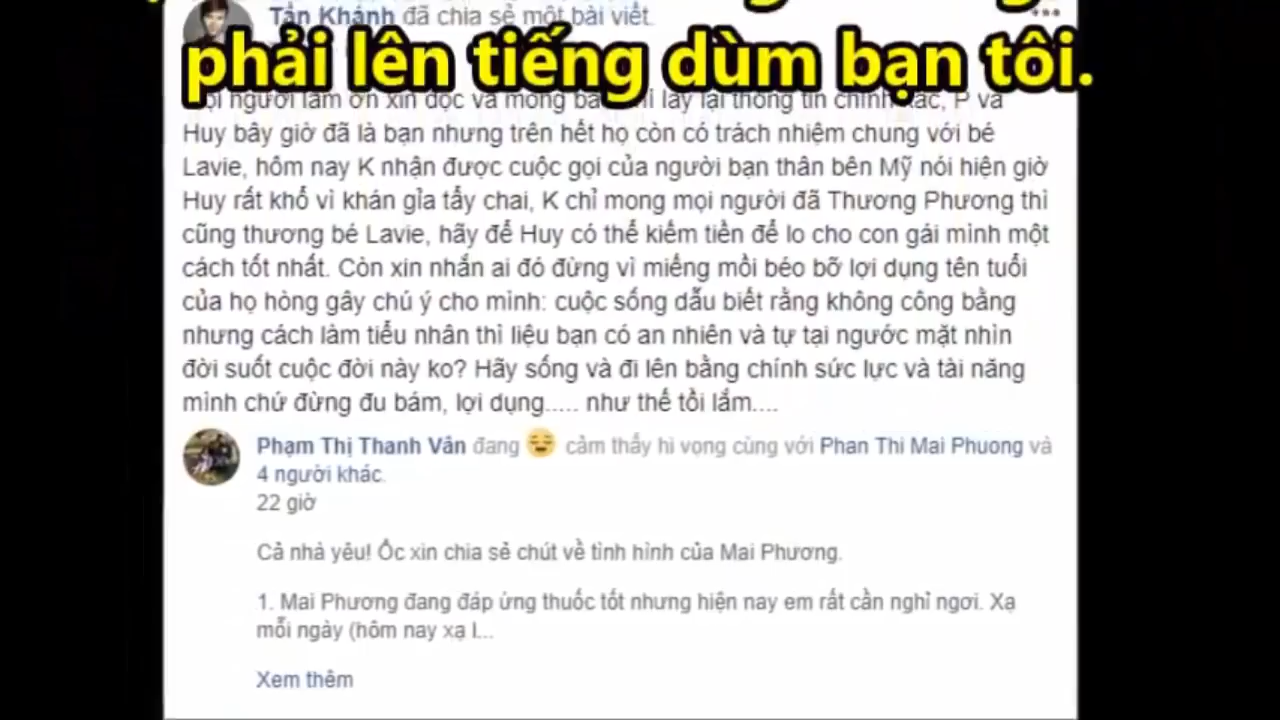 Tấn Khánh đã chia sẻ một bài viết.
phải lên tiếng dùm bạn tôi.
người làm ơn xin đọc và mong lấy lại thông tin chính xác, P và
Huy bây giờ đã là bạn nhưng trên hết họ còn có trách nhiệm chung với bé
Lavie, hôm nay K nhận được cuộc gọi của người bạn thân bên Mỹ nói hiện giờ
Huy rất khổ vì khán gỉa tẩy chai, K chỉ mong mọi người đã Thương Phương thì
cũng thương bé Lavie, hãy để Huy có thể kiếm tiền để lo cho con gái mình một
cách tốt nhất. Còn xin nhắn ai đó đừng vì miếng mồi béo bỡ lợi dụng tên tuổi
của họ hòng gây chú ý cho mình: cuộc sống dẫu biết rằng không công bằng
nhưng cách làm tiểu nhân thì liệu bạn có an nhiên và tự tại ngước mặt nhìn
đời suốt cuộc đời này ko? Hãy sống và đi lên bằng chính sức lực và tài năng
mình chứ đừng đu bám, lợi dụng..... như thế tồi lắm....
Phạm Thị Thanh Vân đang 😌 cảm thấy hi vọng cùng với Phan Thi Mai Phuong và
4 người khác.
22 giờ
Cả nhà yêu! Ốc xin chia sẻ chút về tình hình của Mai Phương.
1. Mai Phương đang đáp ứng thuốc tốt nhưng hiện nay em rất cần nghỉ ngơi. Xạ
mỗi ngày (hôm nay xạ l...
Xem thêm